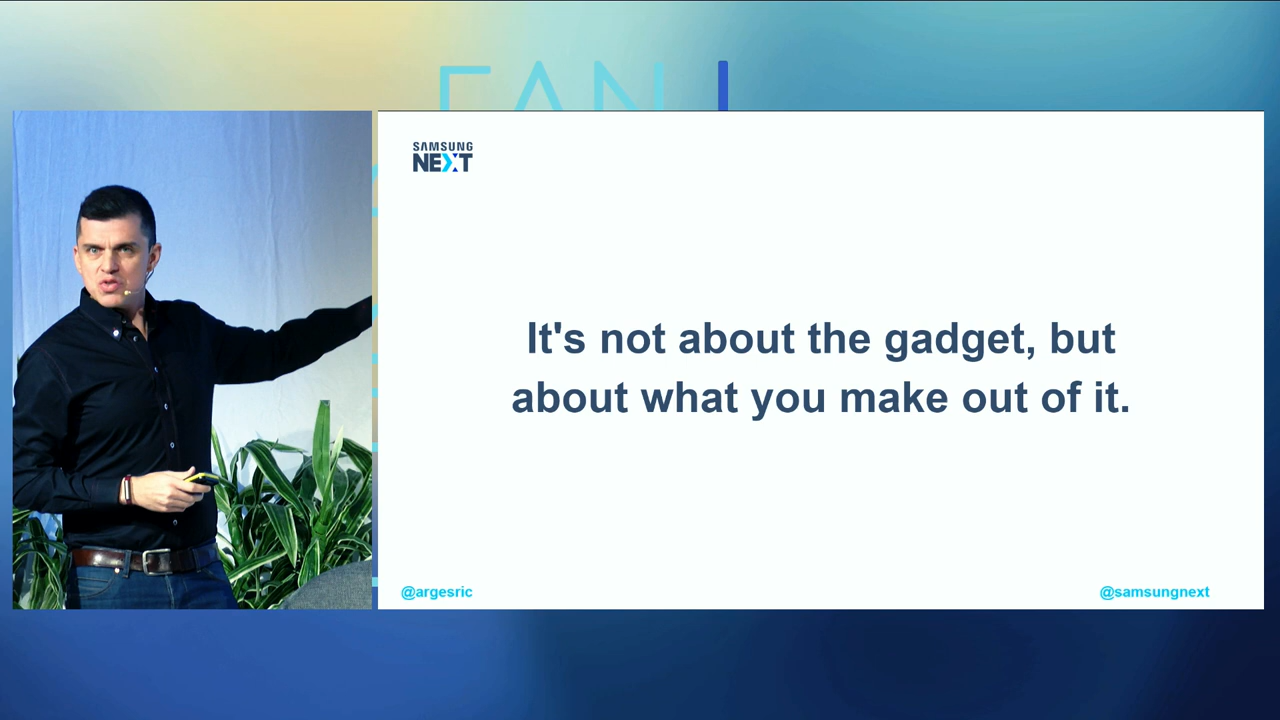 SAMSUNG
NEXT
It's not about the gadget, but
about what you make out of it.
@argesric
@samsungnext